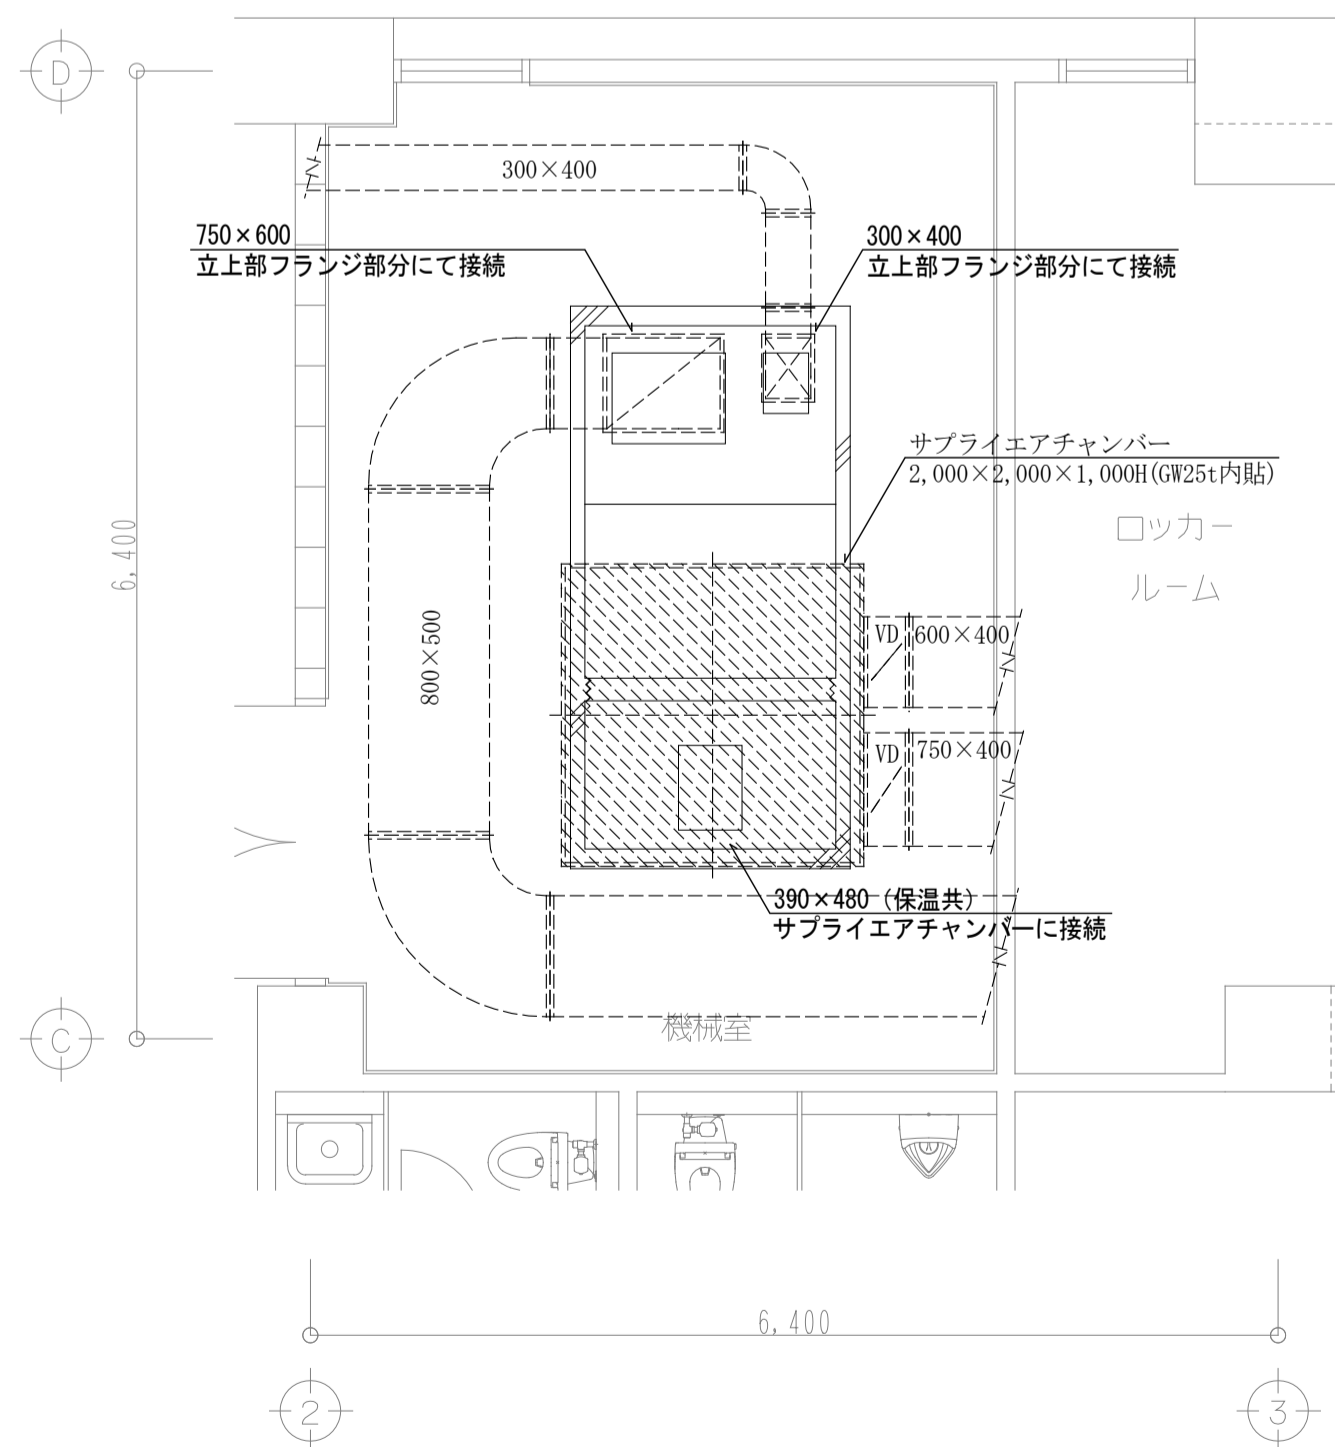 D
300×400
750×600
立上部フランジ部分にて接続
300×400
立上部フランジ部分にて接続
サプライエアチャンバー
2,000×2,000×1,000H(GW25t内貼)
ロッカー
ルーム
6,400
800×500
VD
600×400
VD
750×400
390×480（保温共）
サプライエアチャンバーに接続
機械室
C
6,400
2
3